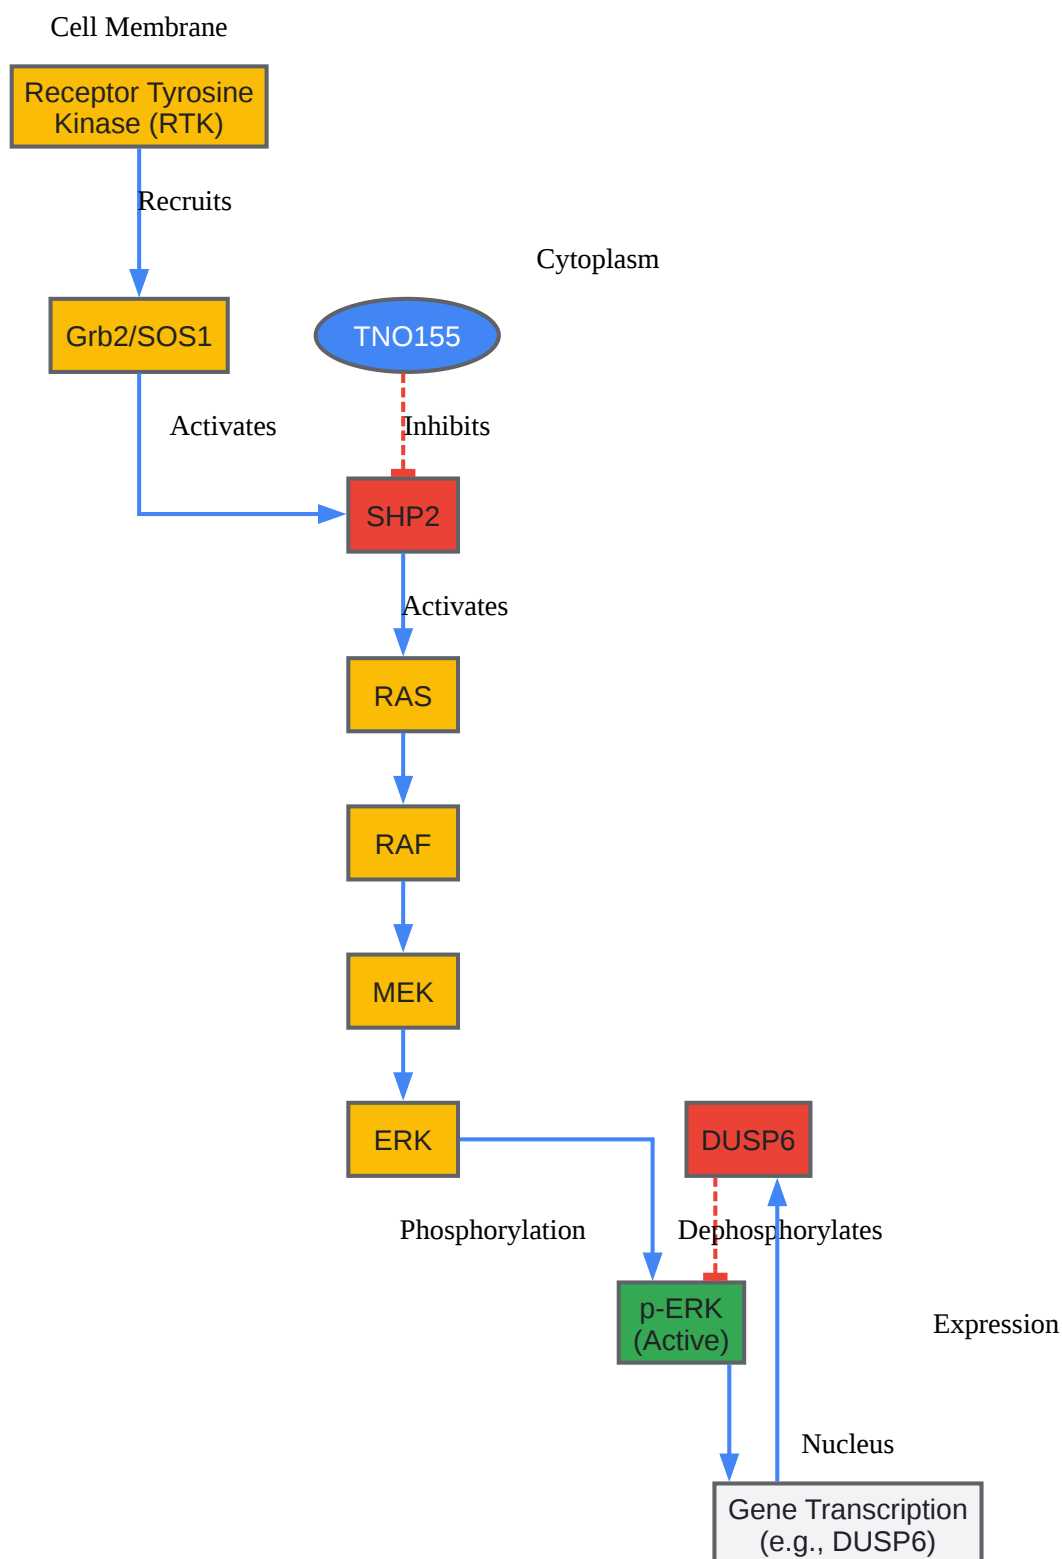 Cell Membrane
Receptor Tyrosine
Kinase (RTK)
Recruits
Cytoplasm
Grb2/SOS1
TNO155
Activates
Inhibits
SHP2
Activates
RAS
RAF
MEK
ERK
DUSP6
Phosphorylation
Dephosphorylates
p-ERK
(Active)
Expression
Nucleus
Gene Transcription
(e.g., DUSP6)